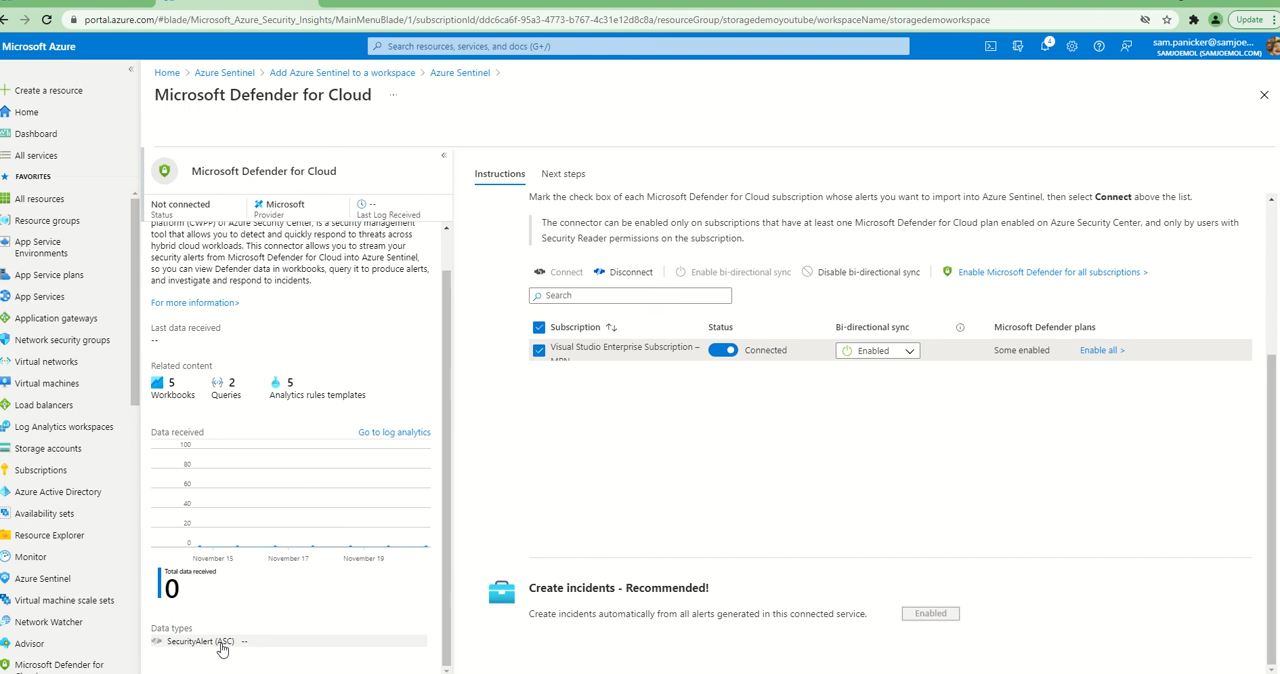 portal.azure.com/#blade/Microsoft_Azure_Security_Insights/MainMenuBlade/1/subscriptionId/ddc6ca6f-95a3-4773-b767-4c31e12d8c8a/resourceGroup/storagedemoyoutube/workspaceName/storagedemoworkspace
Update
Microsoft Azure
Search resources, services, and docs (G+/)
4
sam.panicker@samjoe...
SAMJOEMOL (SAMJOEMOL.COM)
Home > Azure Sentinel > Add Azure Sentinel to a workspace > Azure Sentinel >
Microsoft Defender for Cloud ...
Create a resource
Home
Dashboard
All services
FAVORITES
All resources
Resource groups
App Service
Environments
App Service plans
App Services
Application gateways
Network security groups
Virtual networks
Virtual machines
Load balancers
Log Analytics workspaces
Storage accounts
Subscriptions
Azure Active Directory
Availability sets
Resource Explorer
Monitor
Azure Sentinel
Virtual machine scale sets
Network Watcher
Advisor
Microsoft Defender for
Microsoft Defender for Cloud
Not connected
Status
Microsoft
Provider
--
Last Log Received
platform (CWPP) of Azure Security Center, is a security management
tool that allows you to detect and quickly respond to threats across
hybrid cloud workloads. This connector allows you to stream your
security alerts from Microsoft Defender for Cloud into Azure Sentinel,
so you can view Defender data in workbooks, query it to produce alerts,
and investigate and respond to incidents.
For more information>
Last data received
--
Related content
5
Workbooks
2
Queries
5
Analytics rules templates
Data received
Go to log analytics
100
80
60
40
20
0
November 15 November 17 November 19
Total data received
0
Data types
SecurityAlert (ASC) --
Instructions Next steps
Mark the check box of each Microsoft Defender for Cloud subscription whose alerts you want to import into Azure Sentinel, then select Connect above the list.
The connector can be enabled only on subscriptions that have at least one Microsoft Defender for Cloud plan enabled on Azure Security Center, and only by users with
Security Reader permissions on the subscription.
Connect Disconnect Enable bi-directional sync Disable bi-directional sync Enable Microsoft Defender for all subscriptions >
Search
Subscription ↑↓ Status Bi-directional sync Microsoft Defender plans
Visual Studio Enterprise Subscription – Connected Enabled Some enabled Enable all >
MPN
Create incidents - Recommended!
Create incidents automatically from all alerts generated in this connected service. Enabled